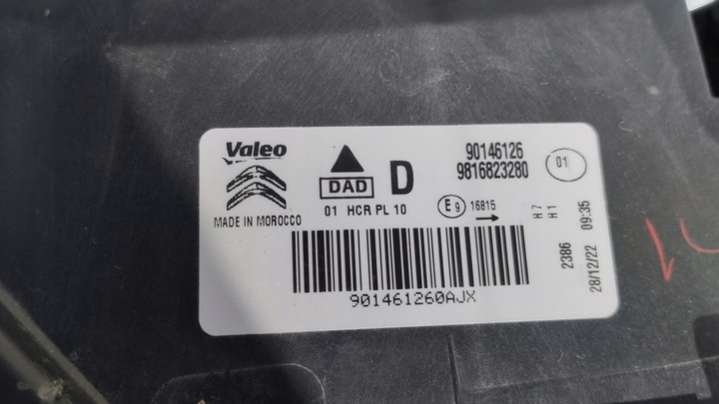 Valeo
MADE IN MOROCCO
DAD
D
01 HCR PL 10
90146126
9816823280
01
E9 16815
H7
H1
2386
28/12/22 09:35
901461260AJX